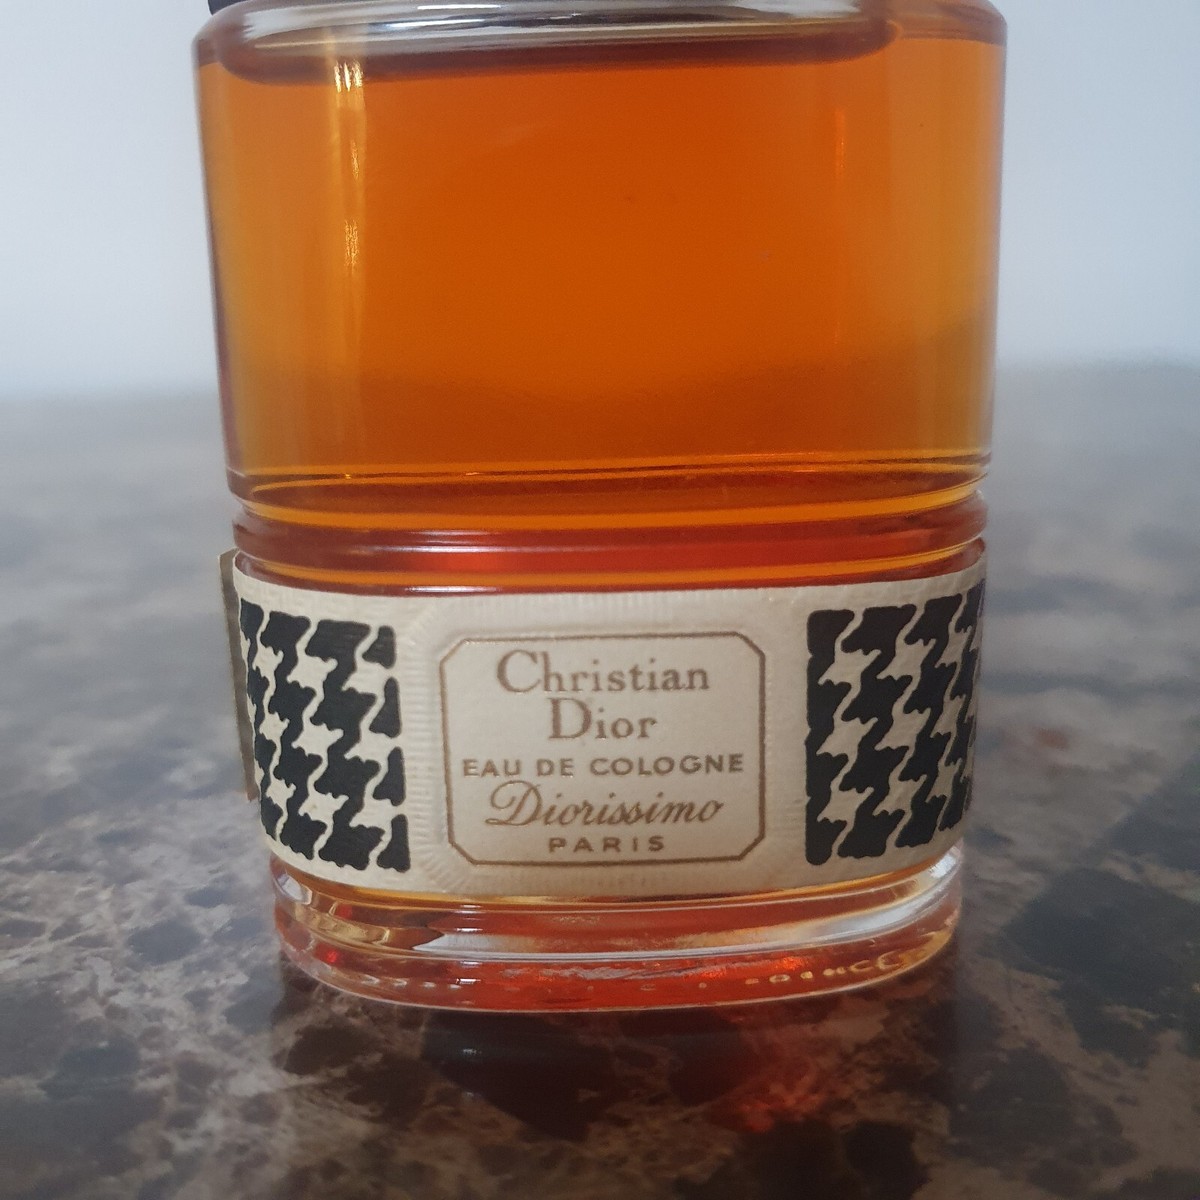 Christian
Dior
EAU DE COLOGNE
Diorissimo
PARIS